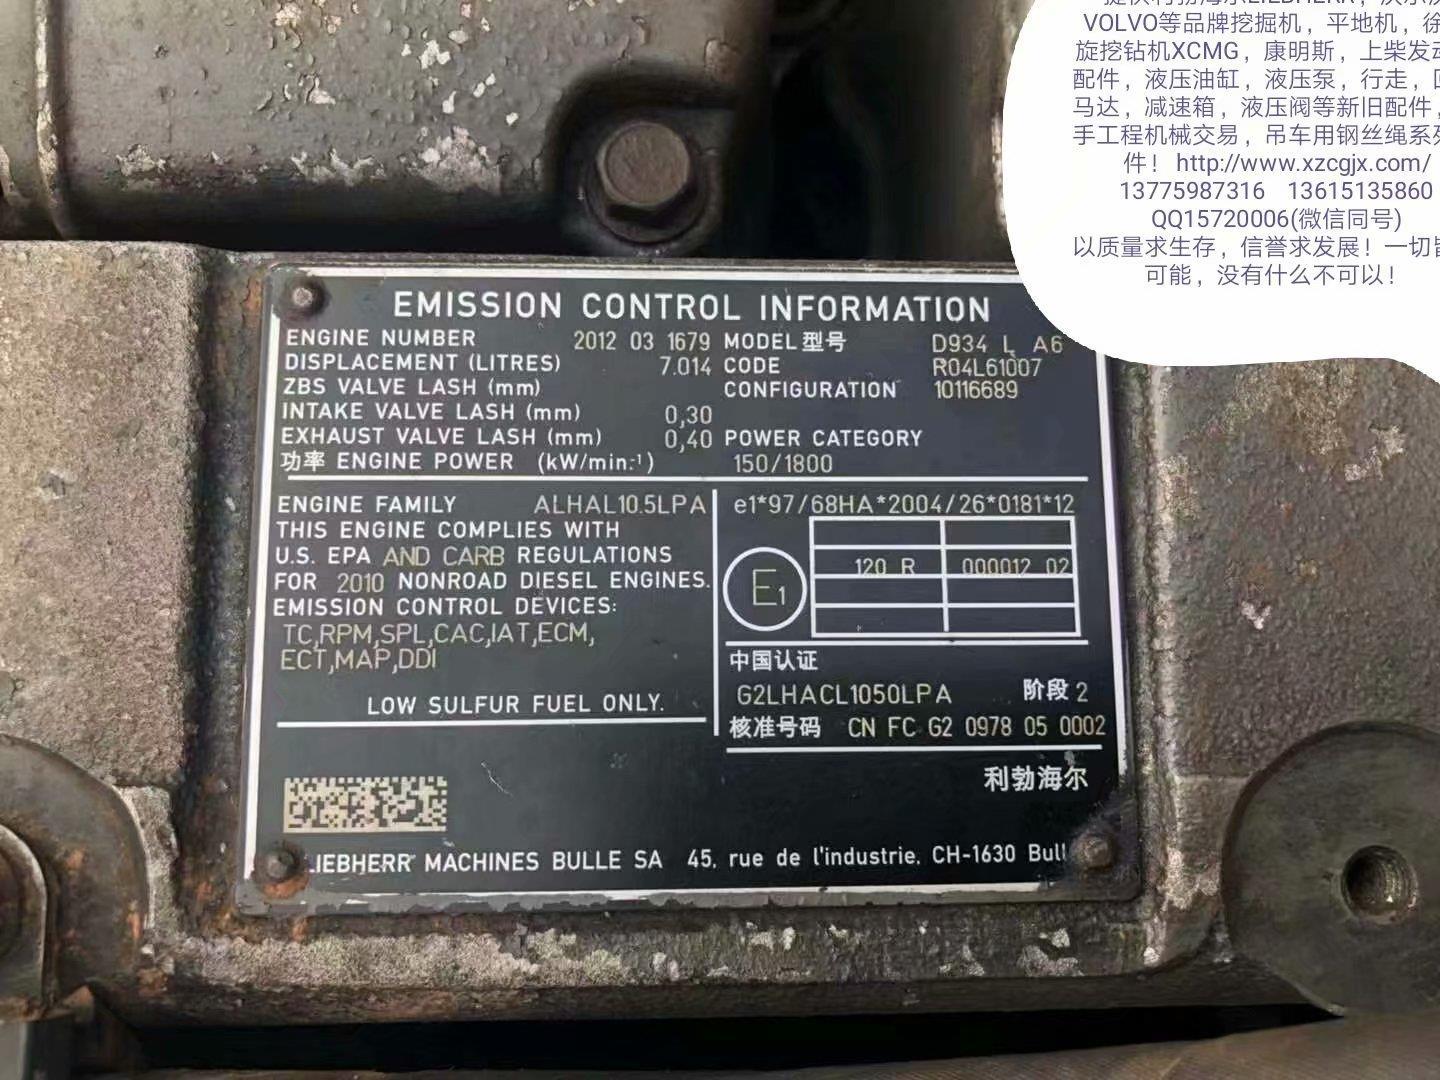 VOLVO等品牌挖掘机，平地机，徐
旋挖钻机XCMG，康明斯，上柴发
配件，液压油缸，液压泵，行走，
马达，减速箱，液压阀等新旧配件，
手工程机械交易，吊车用钢丝绳系
件！ http://www.xzcgjx.com/
13775987316 13615135860
QQ15720006(微信同号)
以质量求生存，信誉求发展！一切
可能，没有什么不可以！
EMISSION CONTROL INFORMATION
ENGINE NUMBER 2012 03 1679 MODEL型号 D934 L A6
DISPLACEMENT (LITRES) 7.014 CODE R04L61007
ZBS VALVE LASH (mm) CONFIGURATION 10116689
INTAKE VALVE LASH (mm) 0,30
EXHAUST VALVE LASH (mm) 0,40 POWER CATEGORY
功率 ENGINE POWER (kW/min.⁻¹) 150/1800
ENGINE FAMILY ALHAL10.5LPA
THIS ENGINE COMPLIES WITH
U.S. EPA AND CARB REGULATIONS
FOR 2010 NONROAD DIESEL ENGINES.
EMISSION CONTROL DEVICES:
TC,RPM,SPL,CAC,IAT,ECM,
ECT,MAP,DDI
LOW SULFUR FUEL ONLY.
e1*97/68HA*2004/26*0181*12
E1
120 R 000012 02
中国认证
G2LHACL1050LPA 阶段 2
核准号码 CN FC G2 0978 05 0002
利勃海尔
LIEBHERR MACHINES BULLE SA 45, rue de l'industrie. CH-1630 Bull